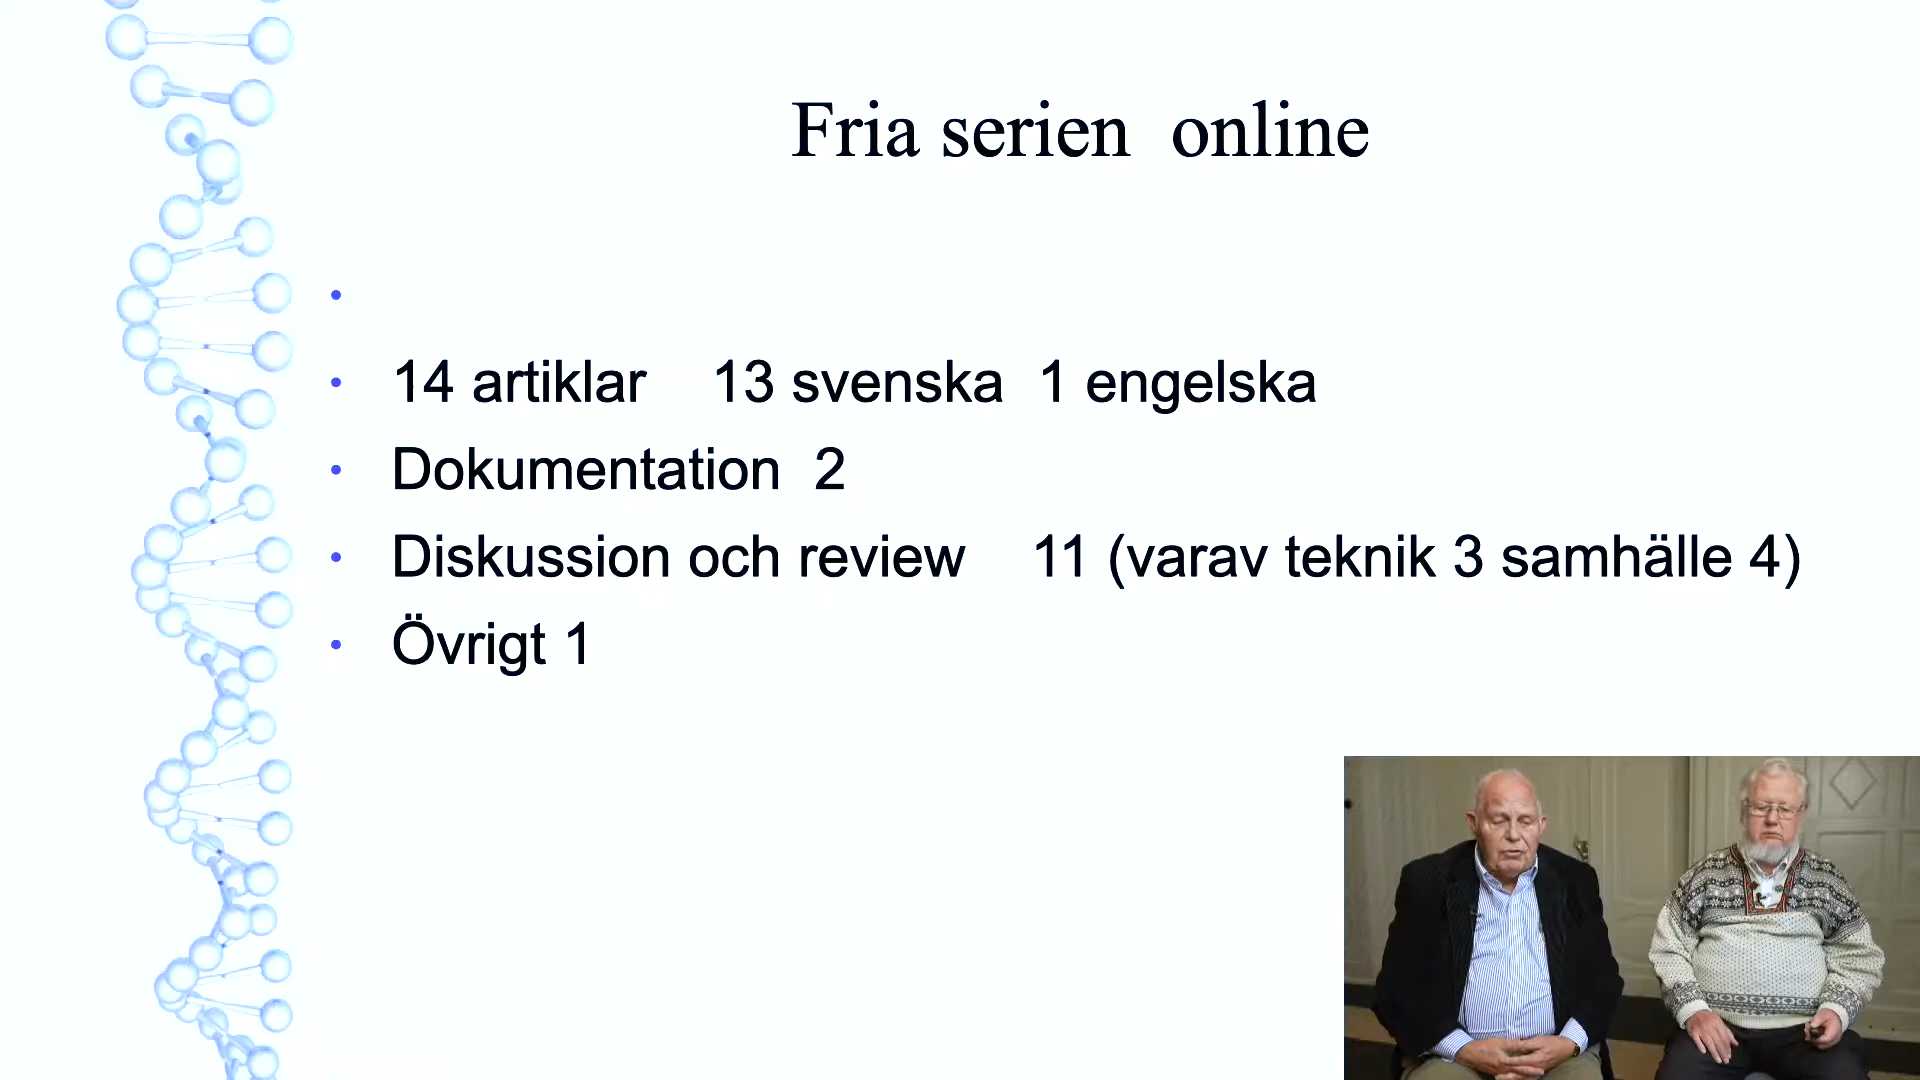 Fria serien  online
14 artiklar    13 svenska  1 engelska
Dokumentation  2
Diskussion och review    11 (varav teknik 3 samhälle 4)
Övrigt 1